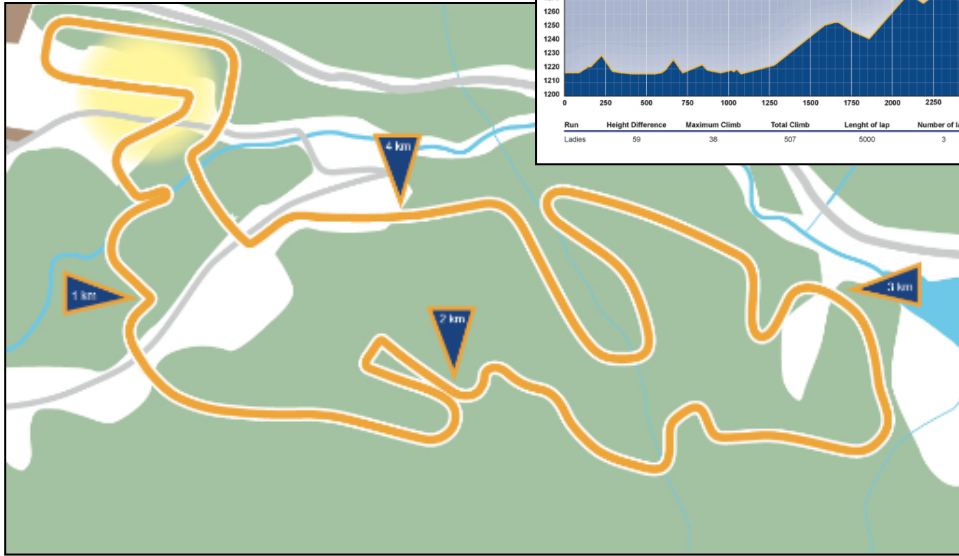 1260
1250
1240
1230
1220
1210
1200
0 250 500 750 1000 1250 1500 1750 2000 2250
Run Height Difference Maximum Climb Total Climb Lenght of lap Number of
Ladies 59 38 507 5000 3
4 km
1 km
3 km
2 km